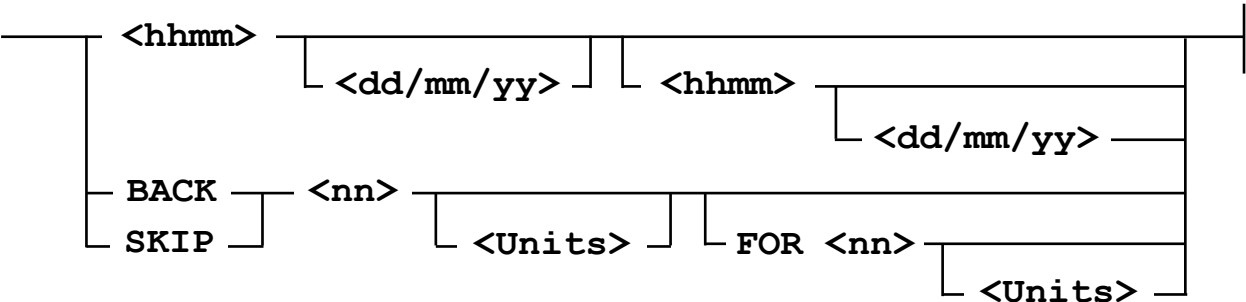 <hhmm>
<dd/mm/yy> <hhmm>
<dd/mm/yy>
BACK <nn>
SKIP <Units> FOR <nn>
<Units>